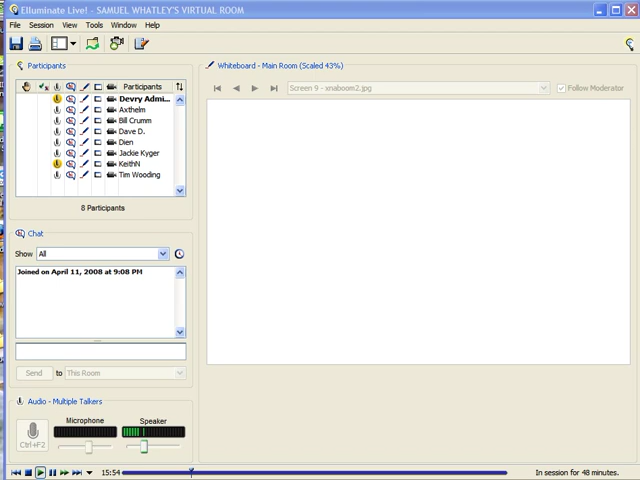 Elluminate Live! - SAMUEL WHATLEY'S VIRTUAL ROOM
File Session View Tools Window Help
Participants
Participants
Devry Admi...
Axthelm
Bill Crumm
Dave D.
Dien
Jackie Kyger
KeithN
Tim Wooding
8 Participants
Chat
Show All
Joined on April 11, 2008 at 9:08 PM
Send to This Room
Audio - Multiple Talkers
Microphone Speaker
Ctrl+F2
Whiteboard - Main Room (Scaled 43%)
Screen 9 - xnaboom2.jpg Follow Moderator
15:54 In session for 48 minutes.